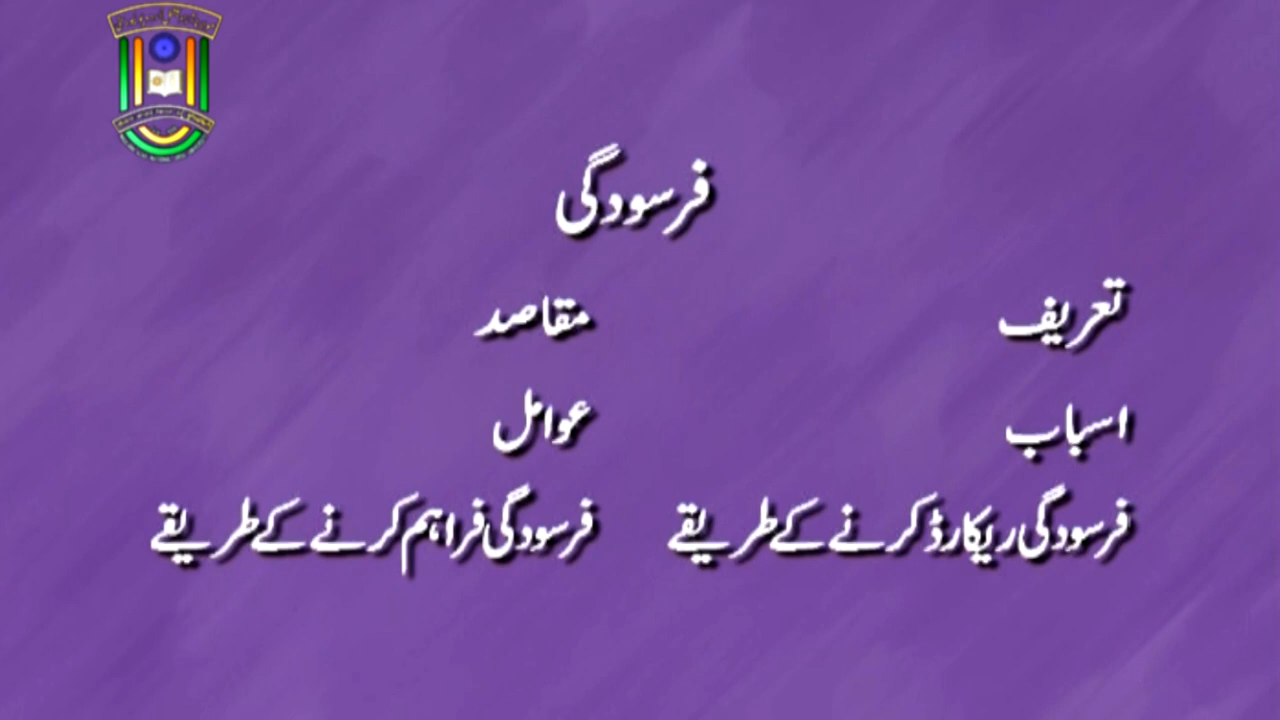 فرسودگی
تعریف
مقاصد
اسباب
عوامل
فرسودگی ریکارڈ کرنے کے طریقے
فرسودگی فراہم کرنے کے طریقے